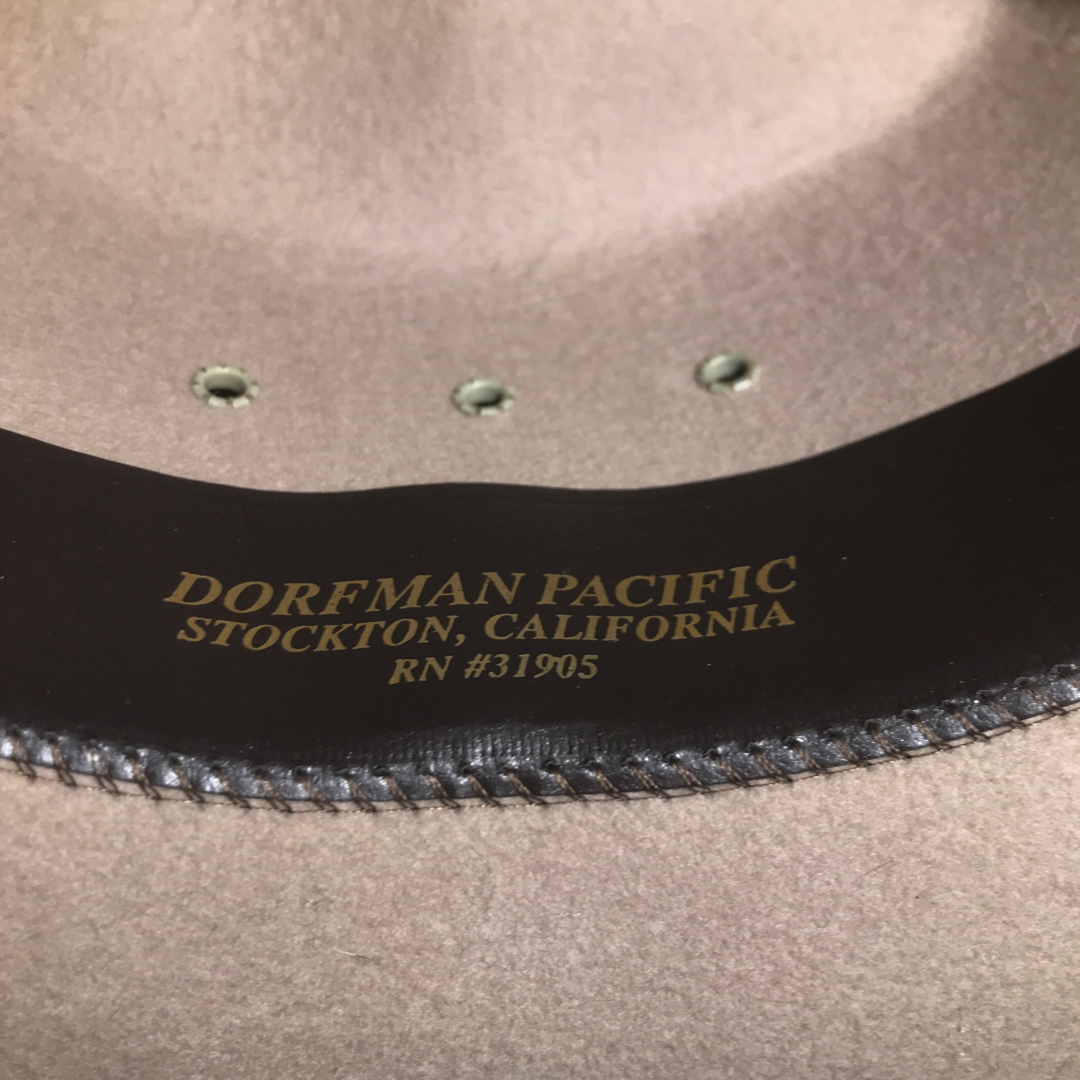 DORFMAN PACIFIC
STOCKTON, CALIFORNIA
RN #31905